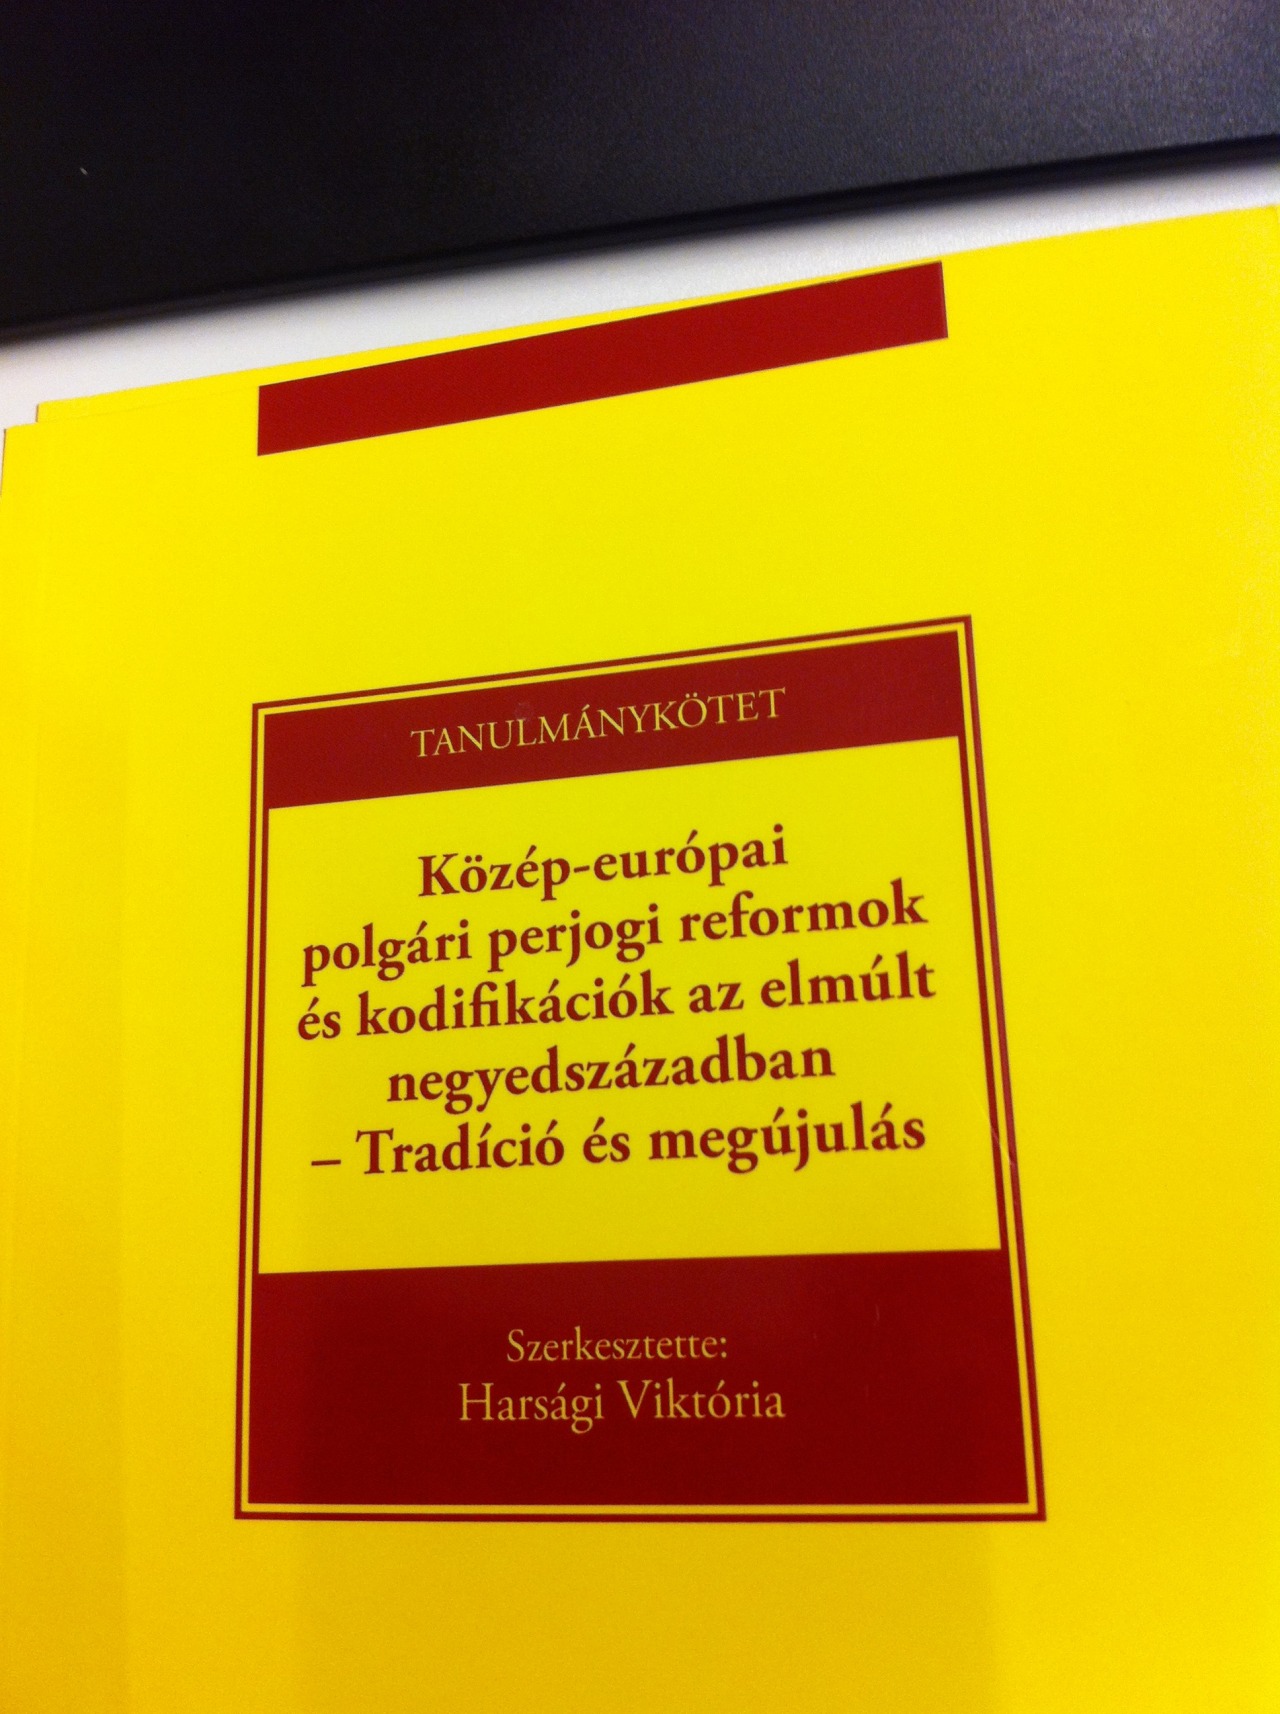 TANULMÁNYKÖTET
Közép-európai
polgári perjogi reformok
és kodifikációk az elmúlt
negyedszázadban
– Tradíció és megújulás
Szerkesztette:
Harsági Viktória